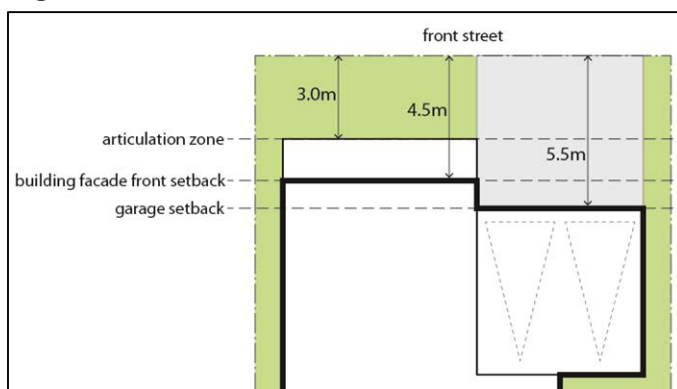 front street
3.0m
4.5m
articulation zone
5.5m
building facade front setback
garage setback